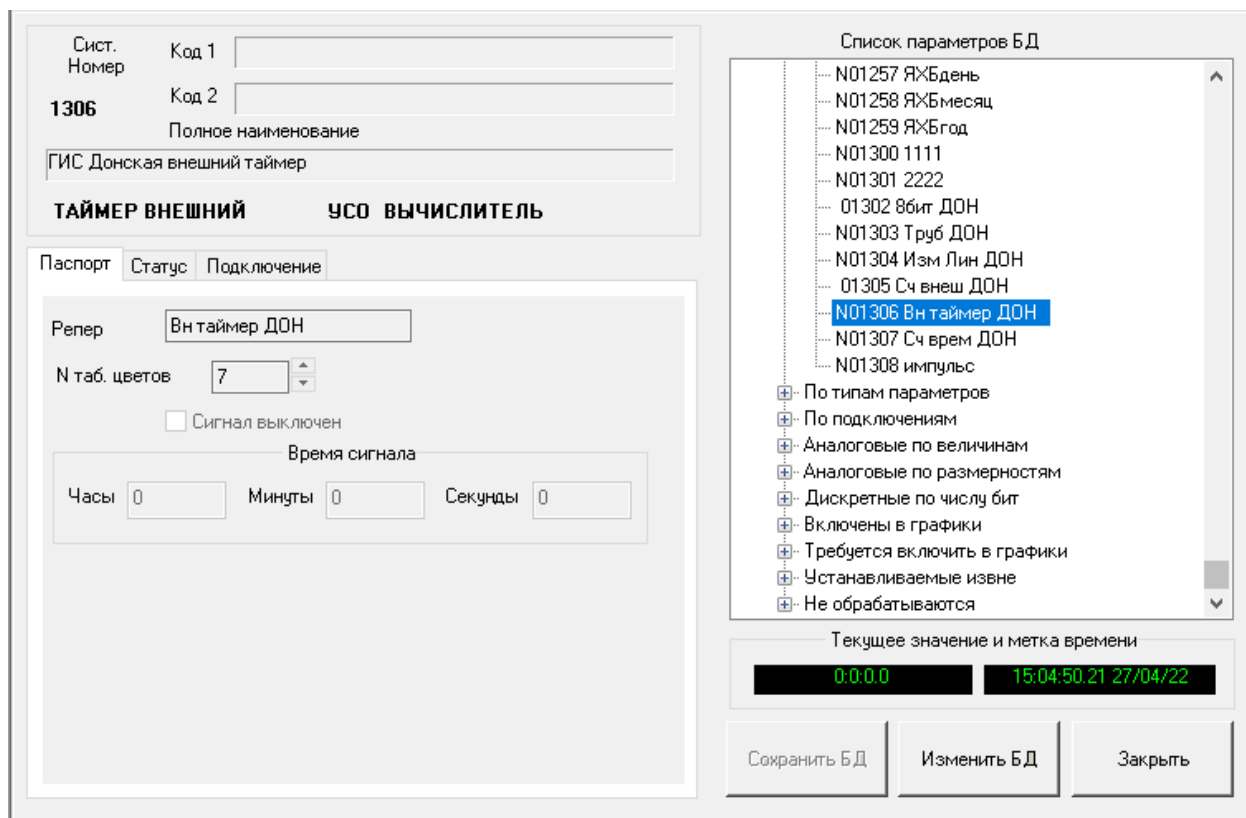 Сист.
Номер
1306
Код 1
Код 2
Полное наименование
ГИС Донская внешний таймер
ТАЙМЕР ВНЕШНИЙ УСО ВЫЧИСЛИТЕЛЬ
Паспорт Статус Подключение
Репер Вн таймер ДОН
N таб. цветов 7
Сигнал выключен
Время сигнала
Часы 0 Минуты 0 Секунды 0
Список параметров БД
N01257 ЯХБдень
N01258 ЯХБмесяц
N01259 ЯХБгод
N01300 1111
N01301 2222
01302 8бит ДОН
N01303 Труб ДОН
N01304 Изм Лин ДОН
01305 Сч внеш ДОН
N01306 Вн таймер ДОН
N01307 Сч врем ДОН
N01308 импульс
По типам параметров
По подключениям
Аналоговые по величинам
Аналоговые по размерностям
Дискретные по числу бит
Включены в графики
Требуется включить в графики
Устанавливаемые извне
Не обрабатываются
Текущее значение и метка времени
0:0:0.0 15:04:50.21 27/04/22
Сохранить БД Изменить БД Закрыть